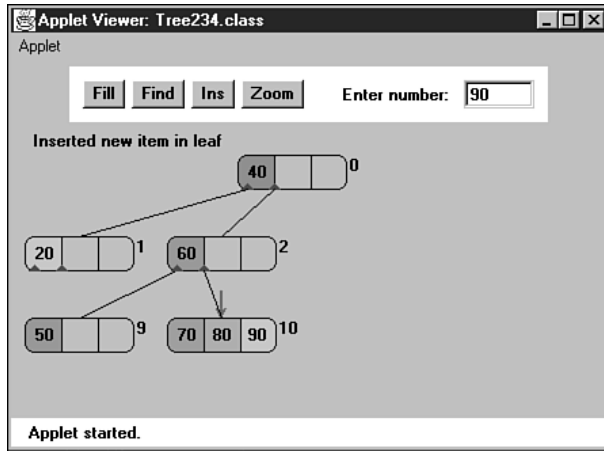 Applet Viewer: Tree234.class
Applet
Fill Find Ins Zoom Enter number: 90
Inserted new item in leaf
40 0
20 1 60 2
50 9 70 80 90 10
Applet started.